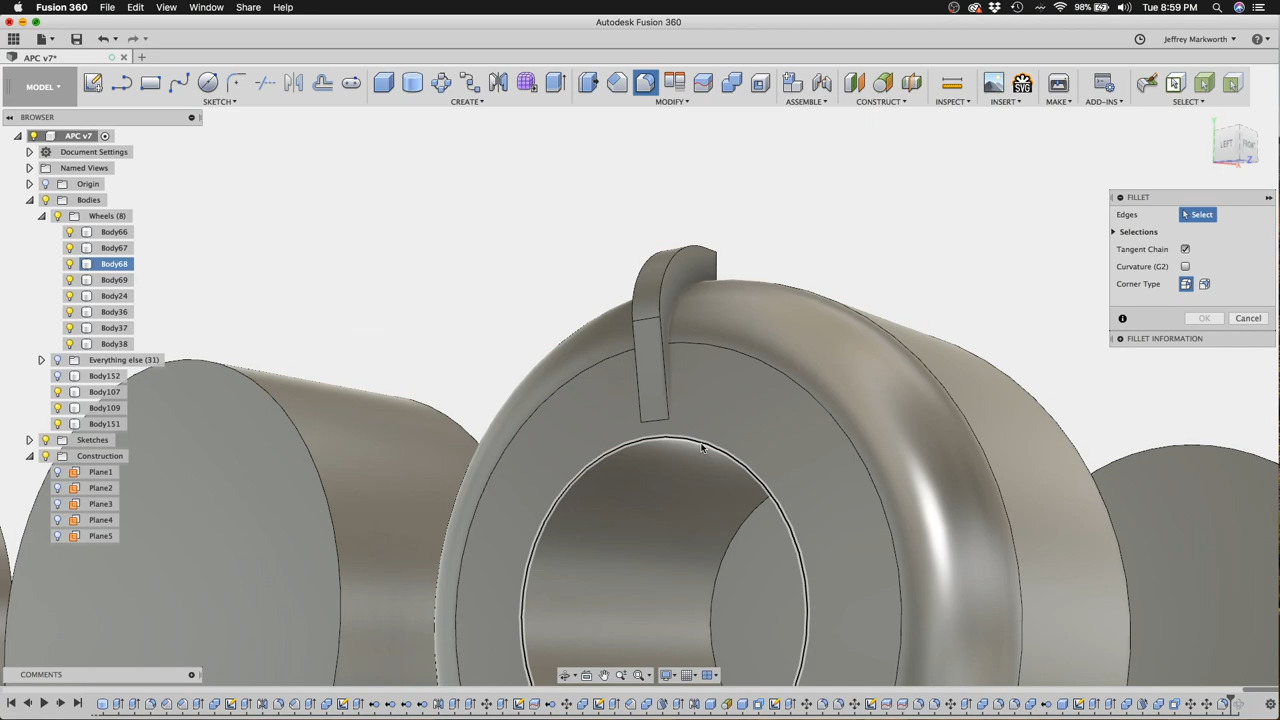 Fusion 360 File Edit View Window Share Help 98% Tue 8:59 PM
Autodesk Fusion 360
Jeffrey Markworth
APC v7*
MODEL
SKETCH CREATE MODIFY ASSEMBLE CONSTRUCT INSPECT INSERT MAKE ADD-INS SELECT
SVG
BROWSER
APC v7
Document Settings
Named Views
Origin
Bodies
Wheels (8)
Body66
Body67
Body68
Body69
Body24
Body36
Body37
Body38
Everything else (31)
Body152
Body107
Body109
Body151
Sketches
Construction
Plane1
Plane2
Plane3
Plane4
Plane5
LEFT FRONT
Y
X
Z
FILLET
Edges Select
Selections
Tangent Chain
Curvature (G2)
Corner Type
OK Cancel
FILLET INFORMATION
COMMENTS